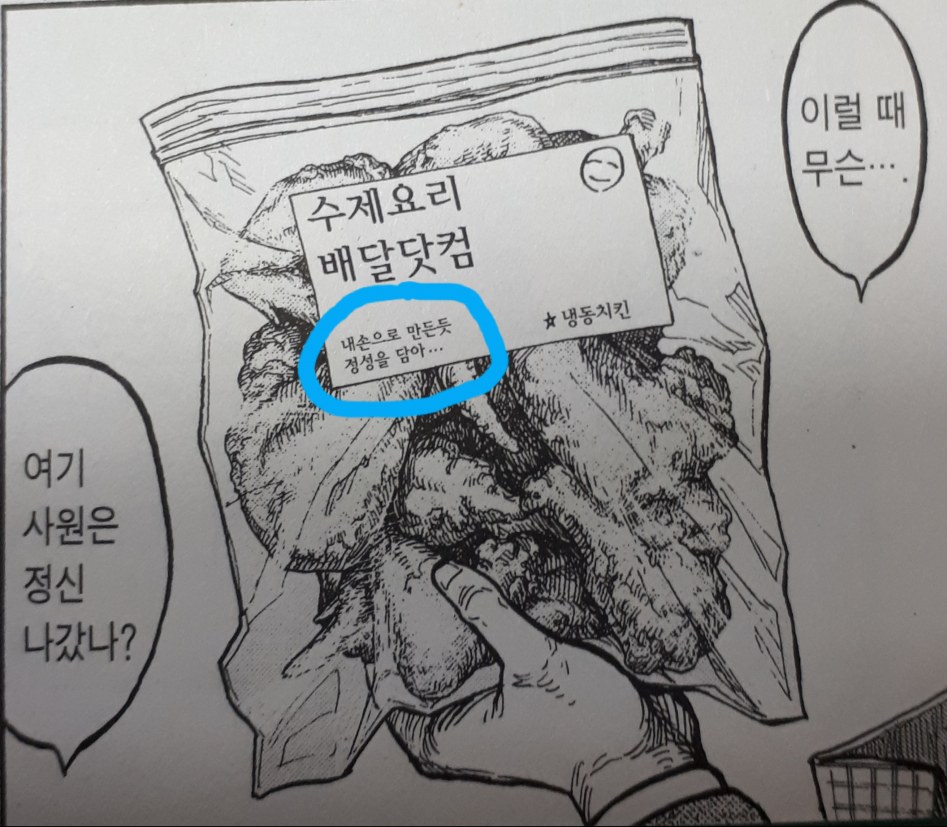 이럴 때
무슨….
수제요리
배달닷컴
내손으로 만든듯
정성을 담아…
☆냉동치킨
여기
사원은
정신
나갔나?